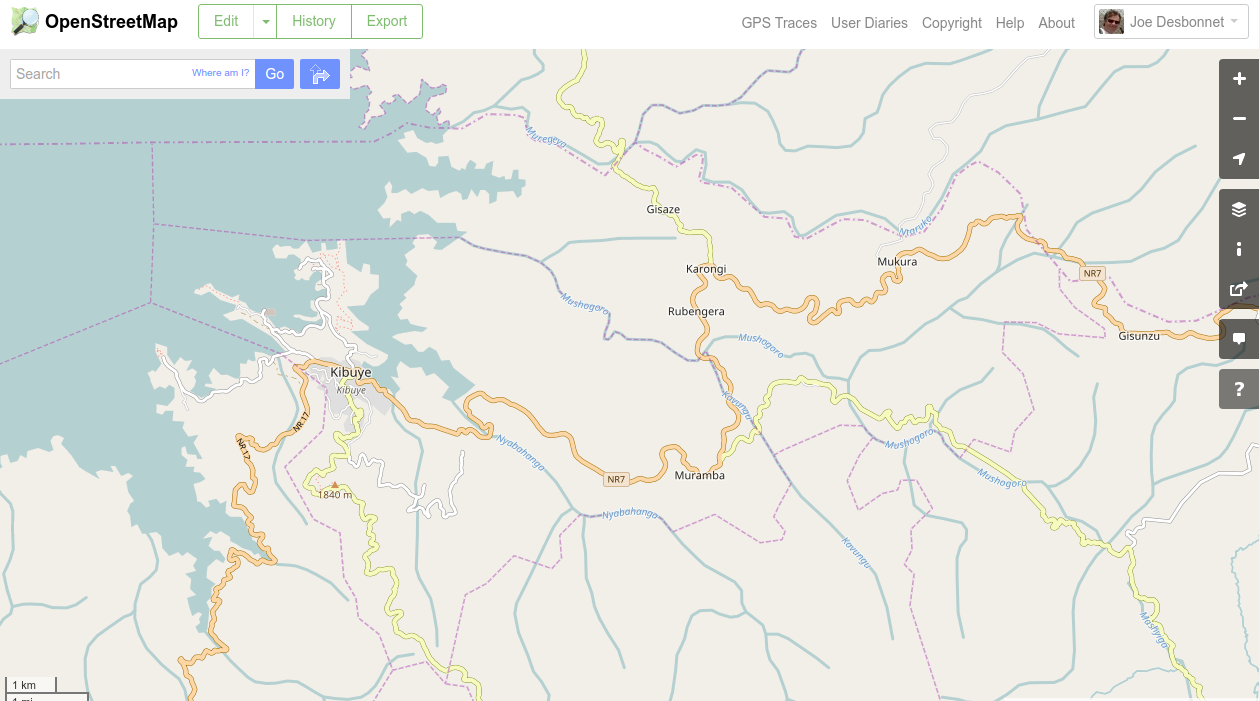 OpenStreetMap
Edit
History
Export
GPS Traces
User Diaries
Copyright
Help
About
Joe Desbonnet
Search
Where am I?
Go
Muregera
Gisaze
Ntaruko
Karongi
Mukura
NR7
Mushogoro
Rubengera
Mushogoro
Gisunzu
Kibuye
Kibuye
Kavungu
NR.17
NR.17
Mushogoro
Nyabahanga
NR7
Muramba
Mushogoro
1840 m
Nyabahanga
Kavungu
Mashyiga
1 km
1 mi
?